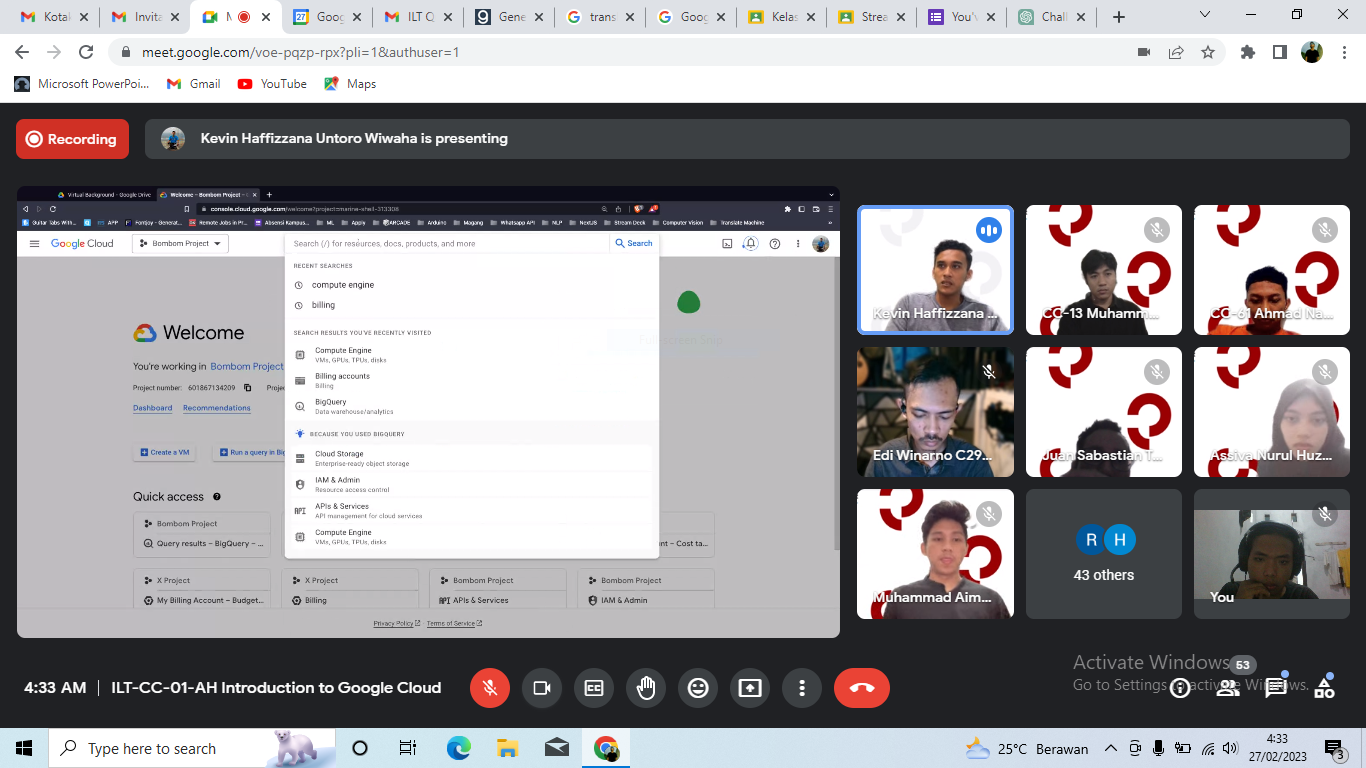 Kotak
Invita
M
Goog
ILT O
Gene
trans
Goog
Kelas
Strea
You'v
Chall
meet.google.com/voe-pqzp-rpx?pli=1&authuser=1
Microsoft PowerPoi...
Gmail
YouTube
Maps
Recording
Kevin Haffizzana Untoro Wiwaha is presenting
Virtual Background - Google Drive
Welcome – Bombom Project –
console.cloud.google.com/welcome?project=marine-shell-313308
Guitar Tabs With...
APP
Fontjoy - Generat...
Remote Jobs in Pr...
Absensi Kampus...
ML
Apply
ARCADE
Arduino
Magang
Whatsapp API
NLP
NextJS
Stream Deck
Computer Vision
Translate Machine
Google Cloud
Bombom Project
Search (/) for resources, docs, products, and more
Search
RECENT SEARCHES
compute engine
billing
SEARCH RESULTS YOU'VE RECENTLY VISITED
Compute Engine
VMs, GPUs, TPUs, disks
Billing accounts
Billing
BigQuery
Data warehouse/analytics
BECAUSE YOU USED BIGQUERY
Cloud Storage
Enterprise-ready object storage
IAM & Admin
Resource access control
API APIs & Services
API management for cloud services
Compute Engine
VMs, GPUs, TPUs, disks
Welcome
You're working in Bombom Project
Project number: 601867134209 Projec
Dashboard Recommendations
Create a VM
Run a query in Big
Quick access
Bombom Project
Query results – BigQuery – ...
nt – Cost ta...
X Project
My Billing Account – Budget...
X Project
Billing
Bombom Project
API APIs & Services
Bombom Project
IAM & Admin
Privacy Policy
Terms of Service
Kevin Haffizzana ...
CC-13 Muhamm...
CC-61 Ahmad Na...
Edi Winarno C29...
Juan Sabastian T...
Assiva Nurul Huz...
Muhammad Aim...
R H
43 others
You
4:33 AM | ILT-CC-01-AH Introduction to Google Cloud
Activate Windows
Go to Settings to activate Windows.
53
Type here to search
25°C Berawan
4:33
27/02/2023
3